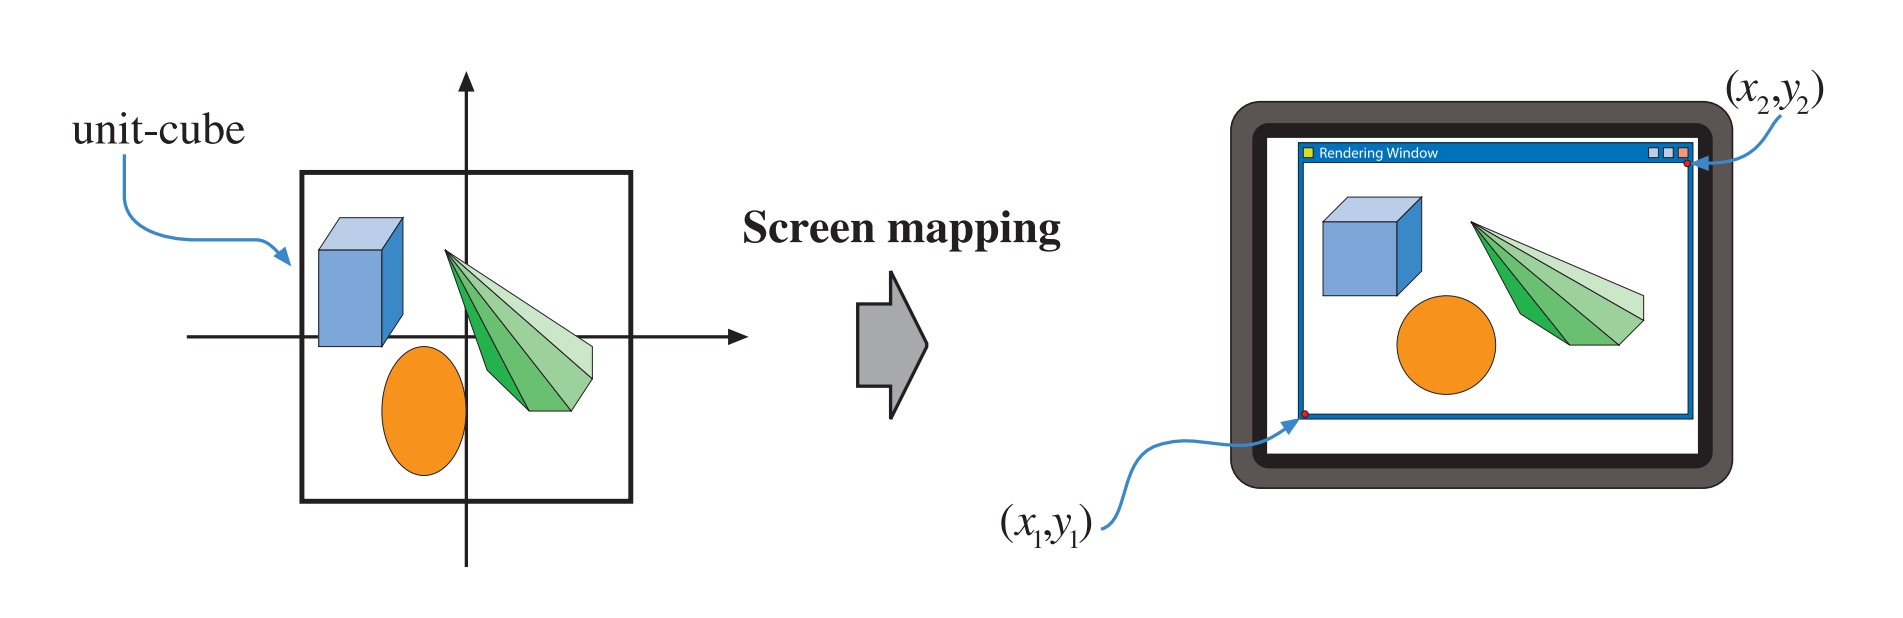 unit-cube
Screen mapping
(x₂,y₂)
Rendering Window
(x₁,y₁)